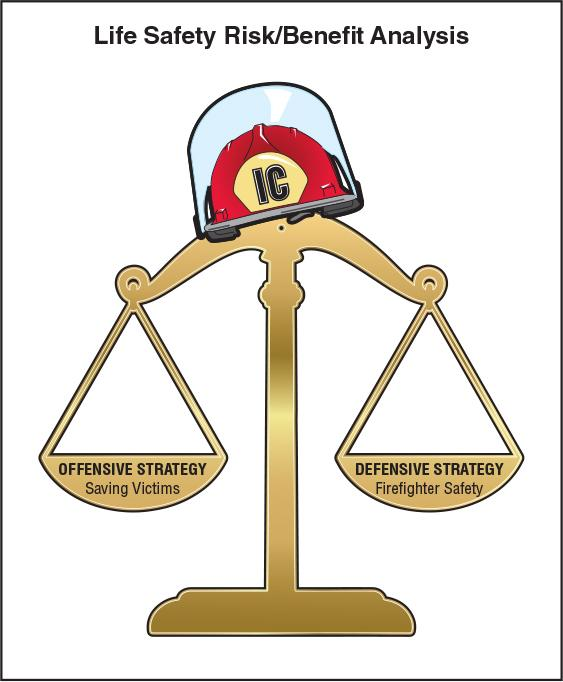 Life Safety Risk/Benefit Analysis
IC
OFFENSIVE STRATEGY
Saving Victims
DEFENSIVE STRATEGY
Firefighter Safety